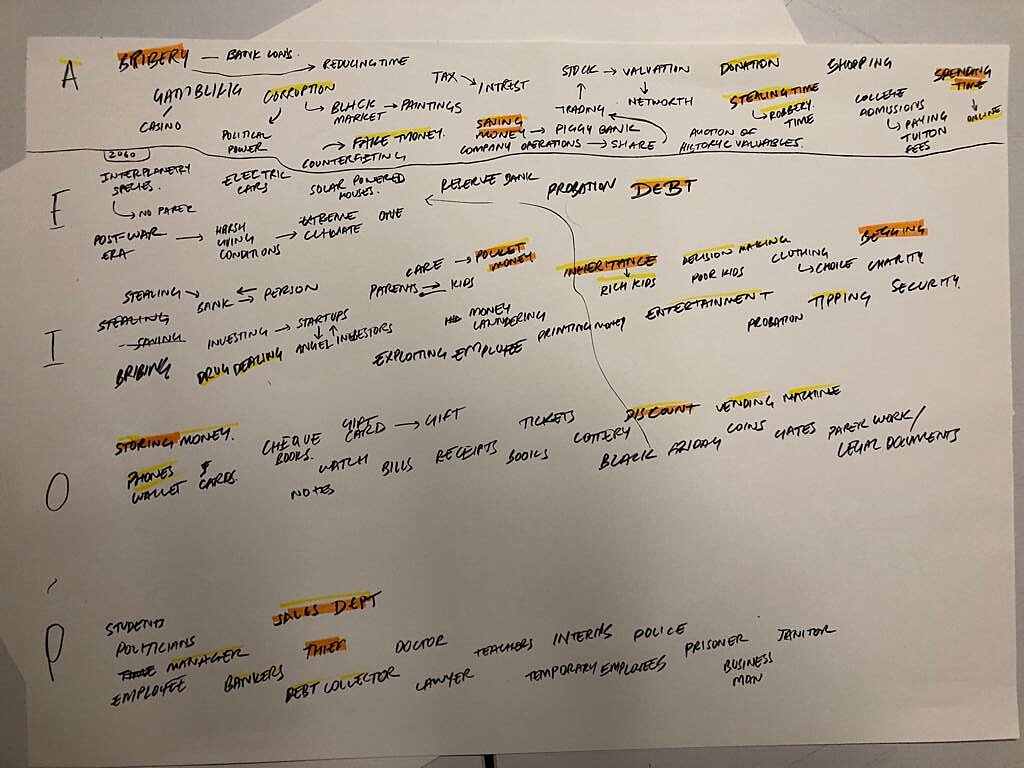 A
BRIBERY — BANK LOANS.
→ REDUCING TIME
GAMBLING
CASINO
CORRUPTION
POLITICAL POWER
→ BLACK MARKET → PAINTINGS
→ FAKE MONEY.
COUNTERFEITING
TAX → INTREST
SAVING MONEY → PIGGY BANK
COMPANY OPERATIONS → SHARE
STOCK → VALUATION
TRADING
NETWORTH
DONATION
STEALING TIME
→ ROBBERY. TIME
AUCTION OF HISTORIC VALUABLES.
SHOPPING
COLLEGE ADMISSIONS
→ PAYING TUITON FEES
SPENDING TIME
ONLINE
E
2060
INTERPLANETRY SPECIES.
→ NO PAPER
ELECTRIC CARS
SOLAR POWERED HOUSES.
RESERVE BANK
PROBATION
DEBT
POST-WAR ERA → HARSH LIVING CONDITIONS → EXTREME CLIMATE
ONE
I
STEALING → BANK → PERSON
STEALING
SAVING
BRIBING
INVESTING → STARTUPS
ANGEL INVESTORS
DRUG DEALING
CARE → POCKET MONEY
PARENTS → KIDS
MONEY LAUNDERING
EXPLOITING EMPLOYEE
PRINTING MONEY
INHERITANCE
RICH KIDS
DECISION MAKING
POOR KIDS
CLOTHING
→ CHOICE
BEGGING
CHARITY
ENTERTAINMENT
PROBATION
TIPPING
SECURITY.
O
STORING MONEY.
PHONES
WALLET
$
CARDS.
CHEQUE BOOKS.
GIFT CARD → GIFT
WATCH
NOTES
BILLS
RECEIPTS
TICKETS
BOOKS
LOTTERY
DISCOUNT
BLACK FRIDAY
VENDING MACHINE
COINS
GATES
PAPER WORK/
LEGAL DOCUMENTS
P
STUDENTS
POLITICIANS
MANAGER
EMPLOYEE
BANKERS
SALES DEPT
THIEF
DEBT COLLECTOR
DOCTOR
LAWYER
TEACHERS
INTERNS
TEMPORARY EMPLOYEES
POLICE
PRISONER
BUSINESS MAN
JANITOR